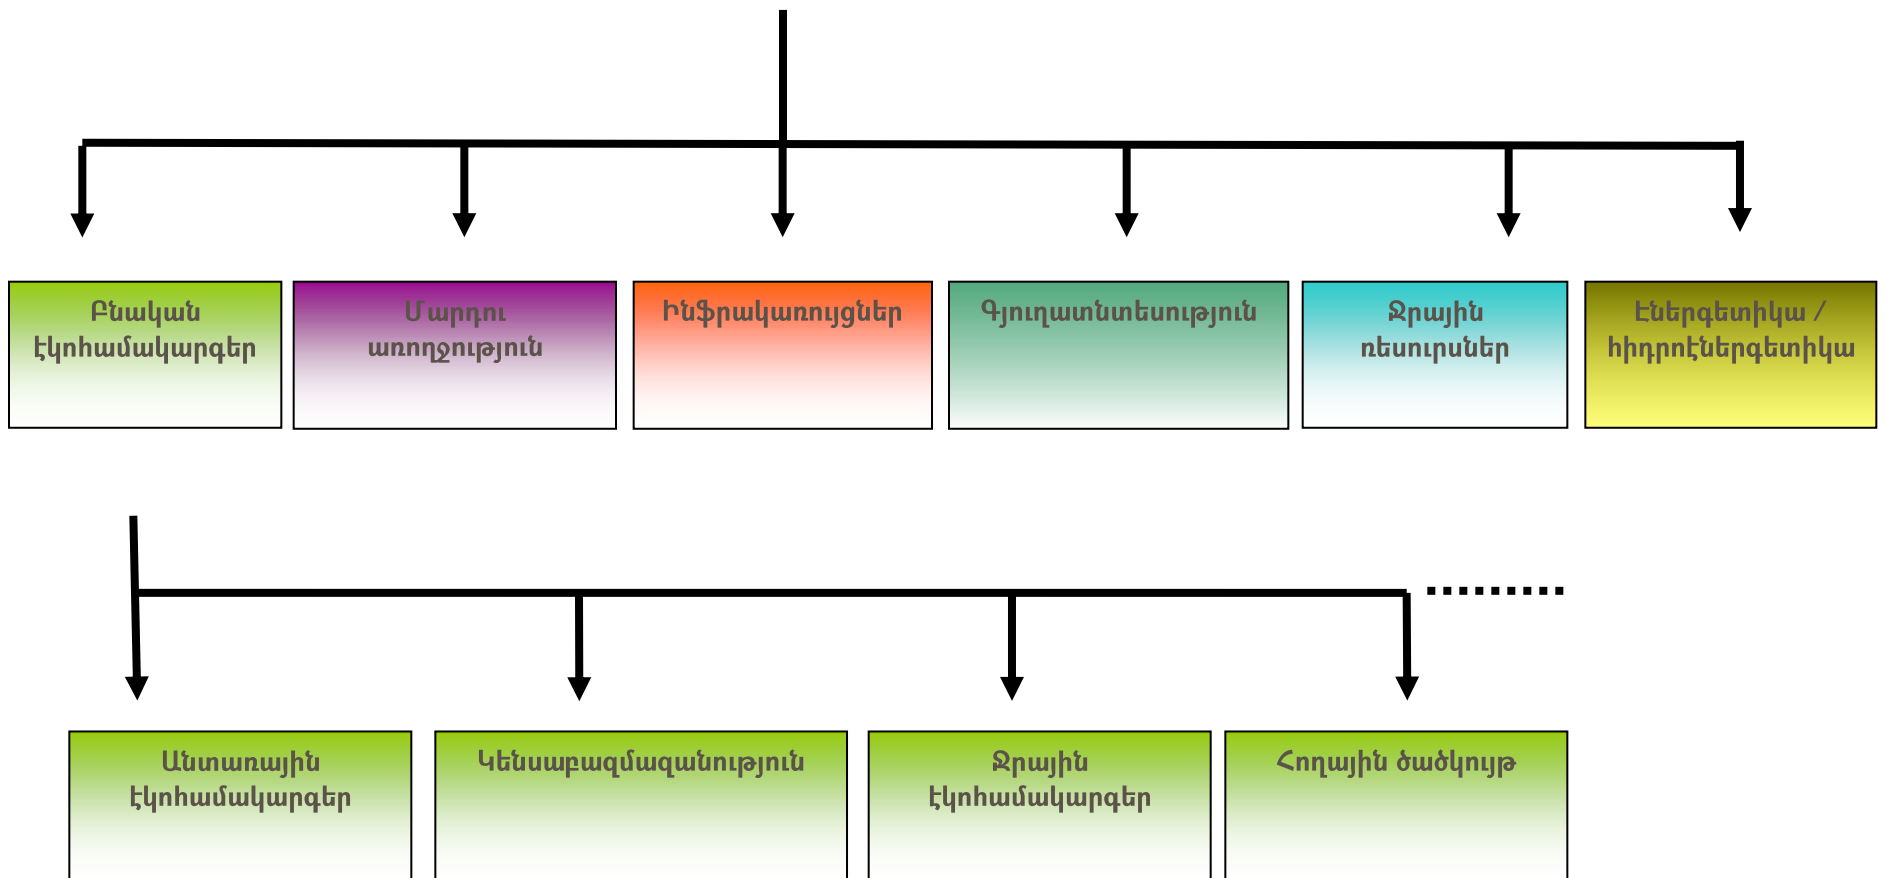 Բնական
էկոհամակարգեր
Մարդու
առողջություն
Ինֆրակառույցներ
Գյուղատնտեսություն
Ջրային
ռեսուրսներ
Էներգետիկա /
հիդրոէներգետիկա
Անտառային
էկոհամակարգեր
Կենսաբազմազանություն
Ջրային
էկոհամակարգեր
Հողային ծածկույթ